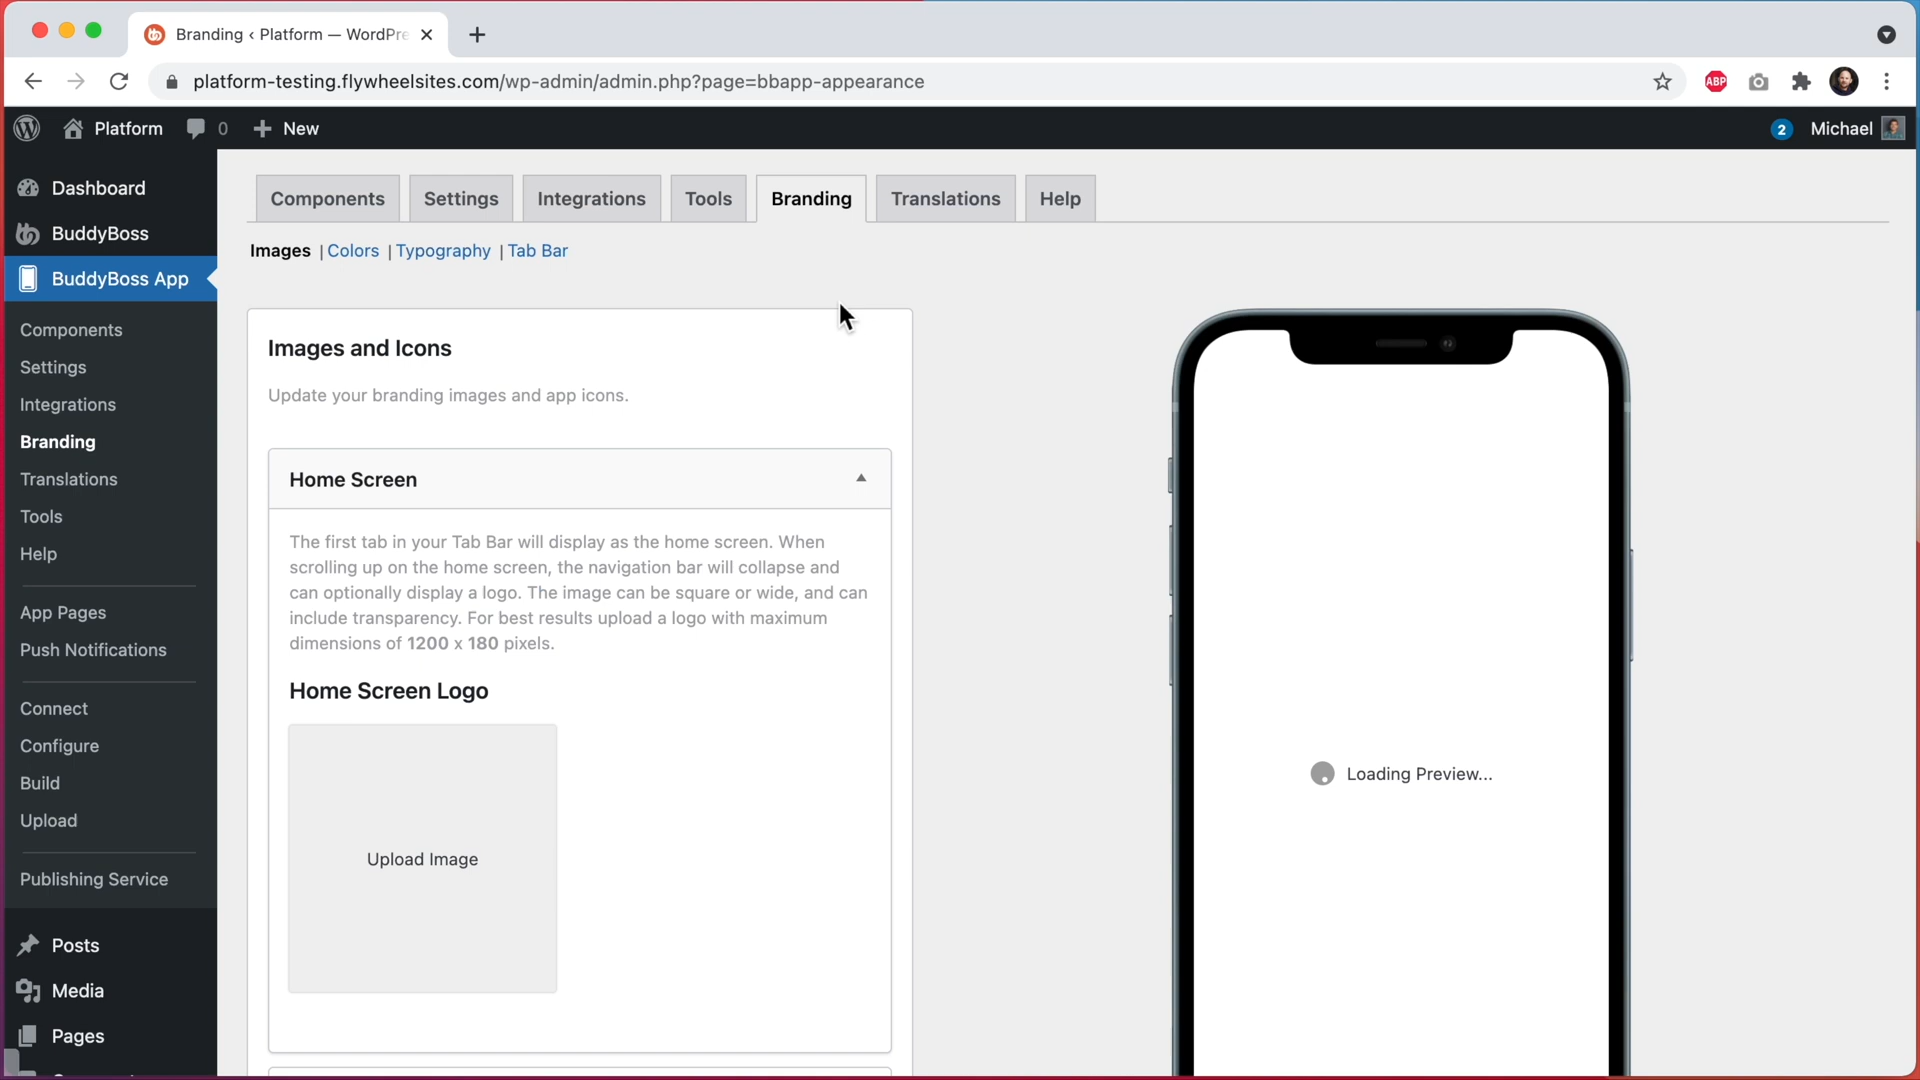 Branding ‹ Platform — WordPre
platform-testing.flywheelsites.com/wp-admin/admin.php?page=bbapp-appearance
ABP
Platform
0
New
2
Michael
Dashboard
BuddyBoss
BuddyBoss App
Components
Settings
Integrations
Branding
Translations
Tools
Help
App Pages
Push Notifications
Connect
Configure
Build
Upload
Publishing Service
Posts
Media
Pages
Components
Settings
Integrations
Tools
Branding
Translations
Help
Images | Colors | Typography | Tab Bar
Images and Icons
Update your branding images and app icons.
Home Screen
The first tab in your Tab Bar will display as the home screen. When
scrolling up on the home screen, the navigation bar will collapse and
can optionally display a logo. The image can be square or wide, and can
include transparency. For best results upload a logo with maximum
dimensions of 1200 x 180 pixels.
Home Screen Logo
Upload Image
Loading Preview...